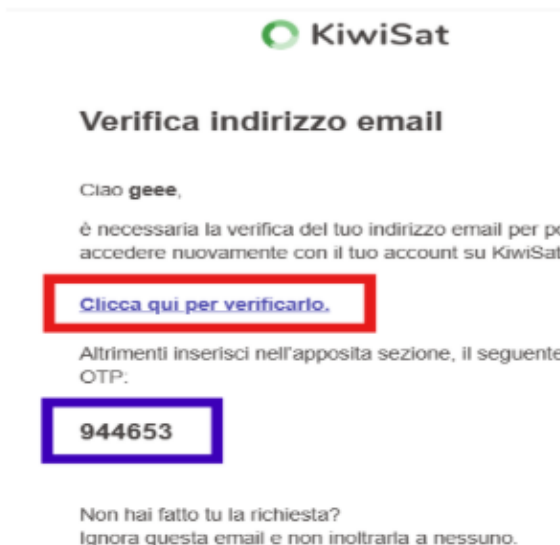 KiwiSat
Verifica indirizzo email
Ciao geee,
è necessaria la verifica del tuo indirizzo email per
accedere nuovamente con il tuo account su KiwiSat
Clicca qui per verificarlo.
Altrimenti inserisci nell'apposita sezione, il seguente
OTP:
944653
Non hai fatto tu la richiesta?
Ignora questa email e non inoltrarla a nessuno.